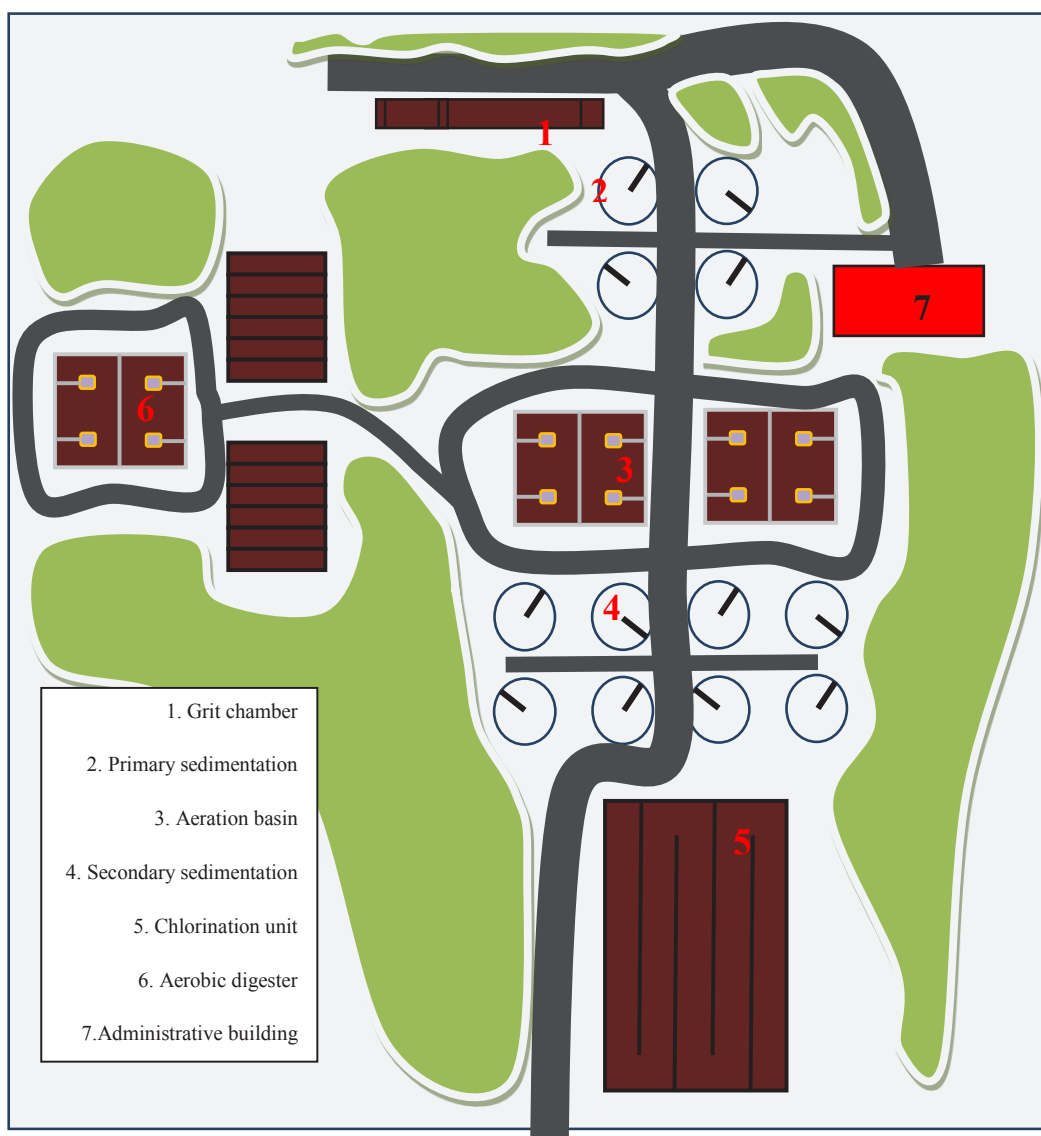 1
2
7
6
3
4
5
1. Grit chamber
2. Primary sedimentation
3. Aeration basin
4. Secondary sedimentation
5. Chlorination unit
6. Aerobic digester
7.Administrative building